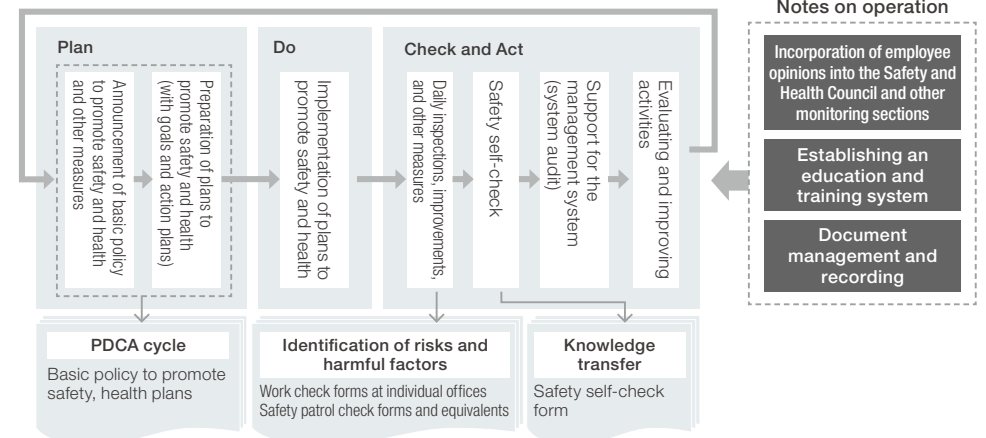 Notes on operation
Plan
Do
Check and Act
Announcement of basic policy
to promote safety and health
and other measures
Preparation of plans to
promote safety and health
(with goals and action plans)
Implementation of plans to
promote safety and health
Daily inspections, improvements,
and other measures
Safety self-check
Support for the
management system
(system audit)
Evaluating and improving
activities
Incorporation of employee
opinions into the Safety and
Health Council and other
monitoring sections
Establishing an
education and
training system
Document
management and
recording
PDCA cycle
Basic policy to promote
safety, health plans
Identification of risks and
harmful factors
Work check forms at individual offices
Safety patrol check forms and equivalents
Knowledge
transfer
Safety self-check
form